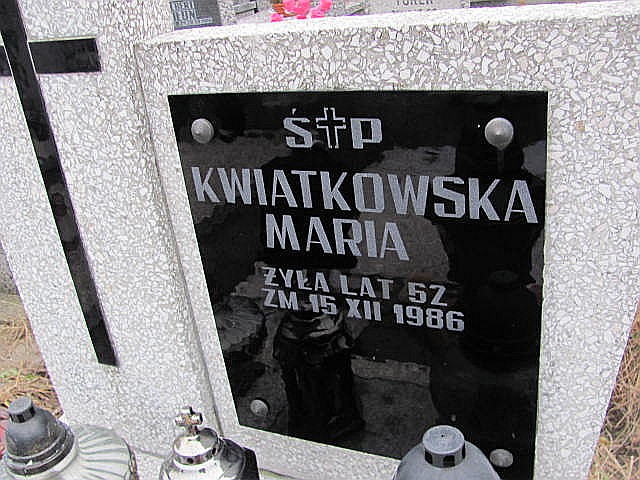 Ś✝P
KWIATKOWSKA
MARIA
ŻYŁA LAT 52
ZM 15 XII 1986